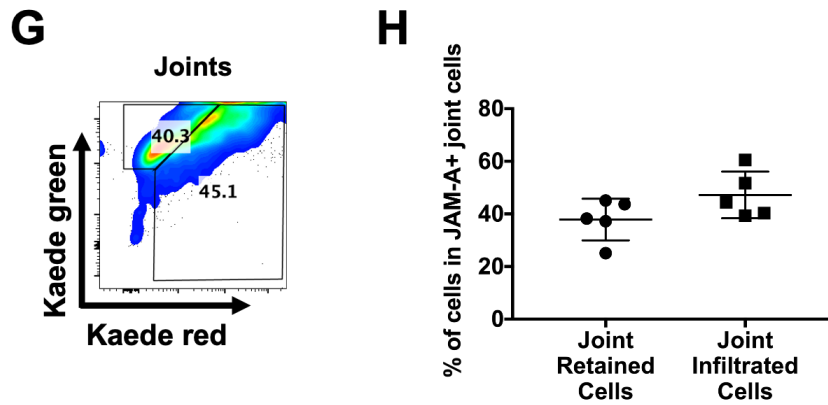 G
Joints
40.3
45.1
Kaede green
Kaede red
H
% of cells in JAM-A+ joint cells
80
60
40
20
0
Joint
Retained
Cells
Joint
Infiltrated
Cells